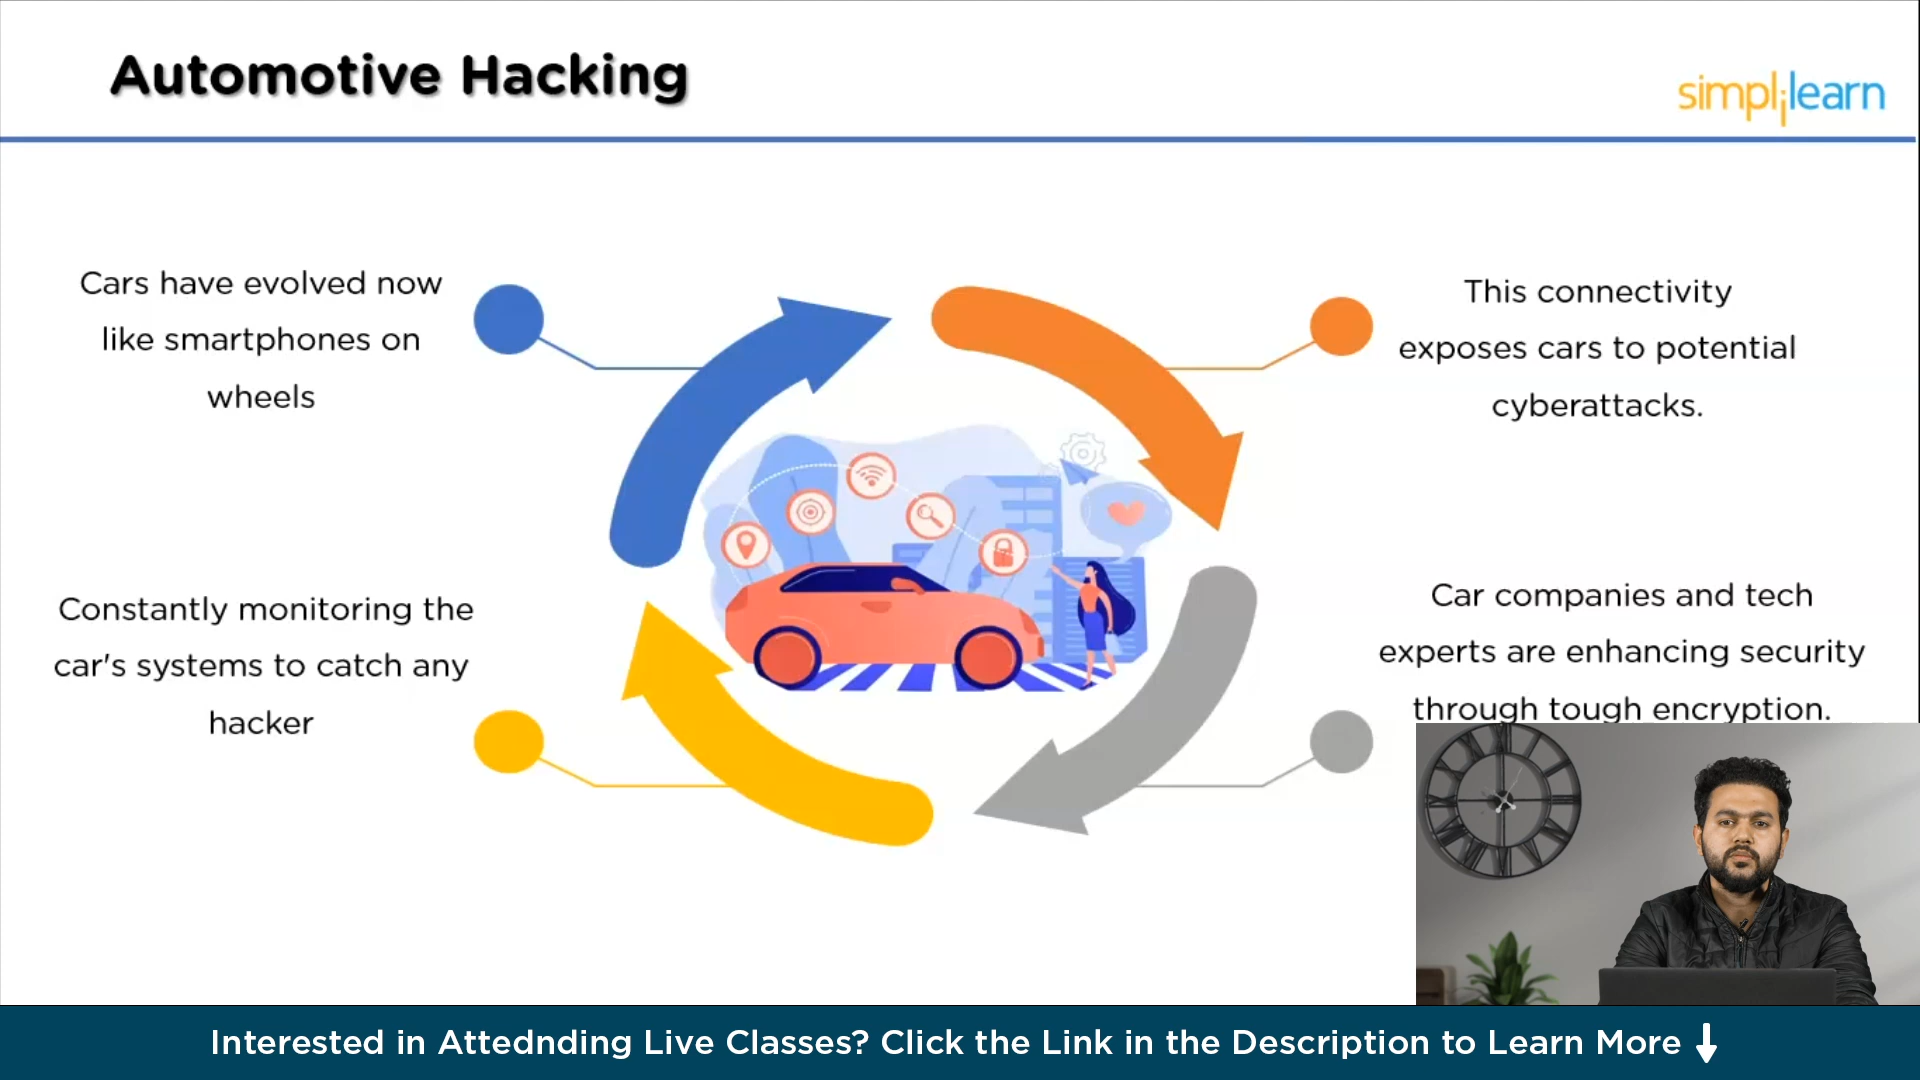 Automotive Hacking
simplilearn
Cars have evolved now
like smartphones on
wheels
This connectivity
exposes cars to potential
cyberattacks.
Constantly monitoring the
car's systems to catch any
hacker
Car companies and tech
experts are enhancing security
through tough encryption.
Interested in Attednding Live Classes? Click the Link in the Description to Learn More